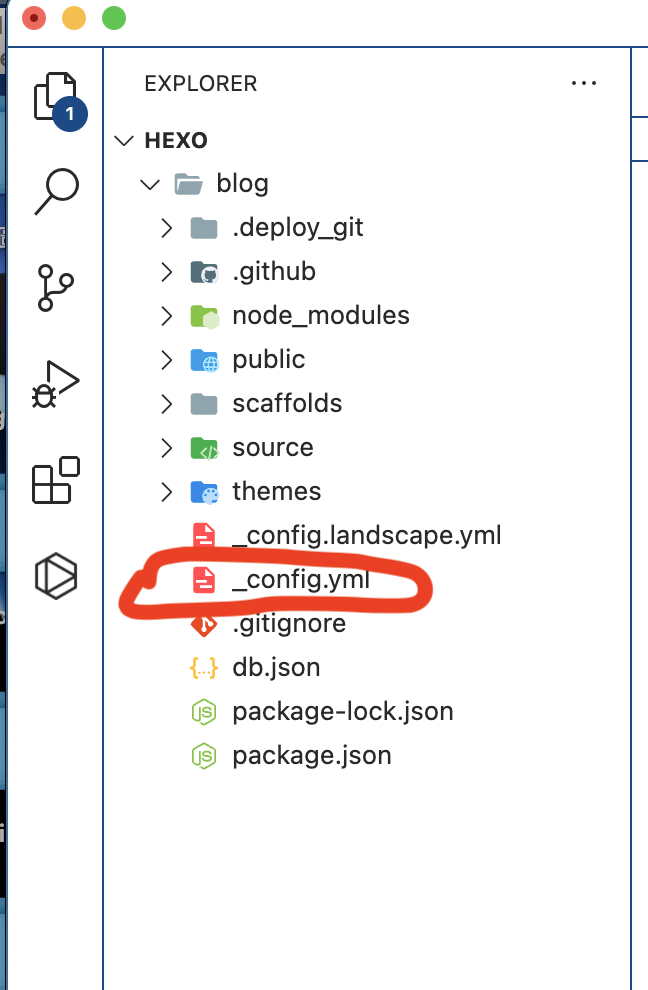 EXPLORER
1
HEXO
blog
.deploy_git
.github
node_modules
public
scaffolds
source
themes
_config.landscape.yml
_config.yml
.gitignore
db.json
package-lock.json
package.json